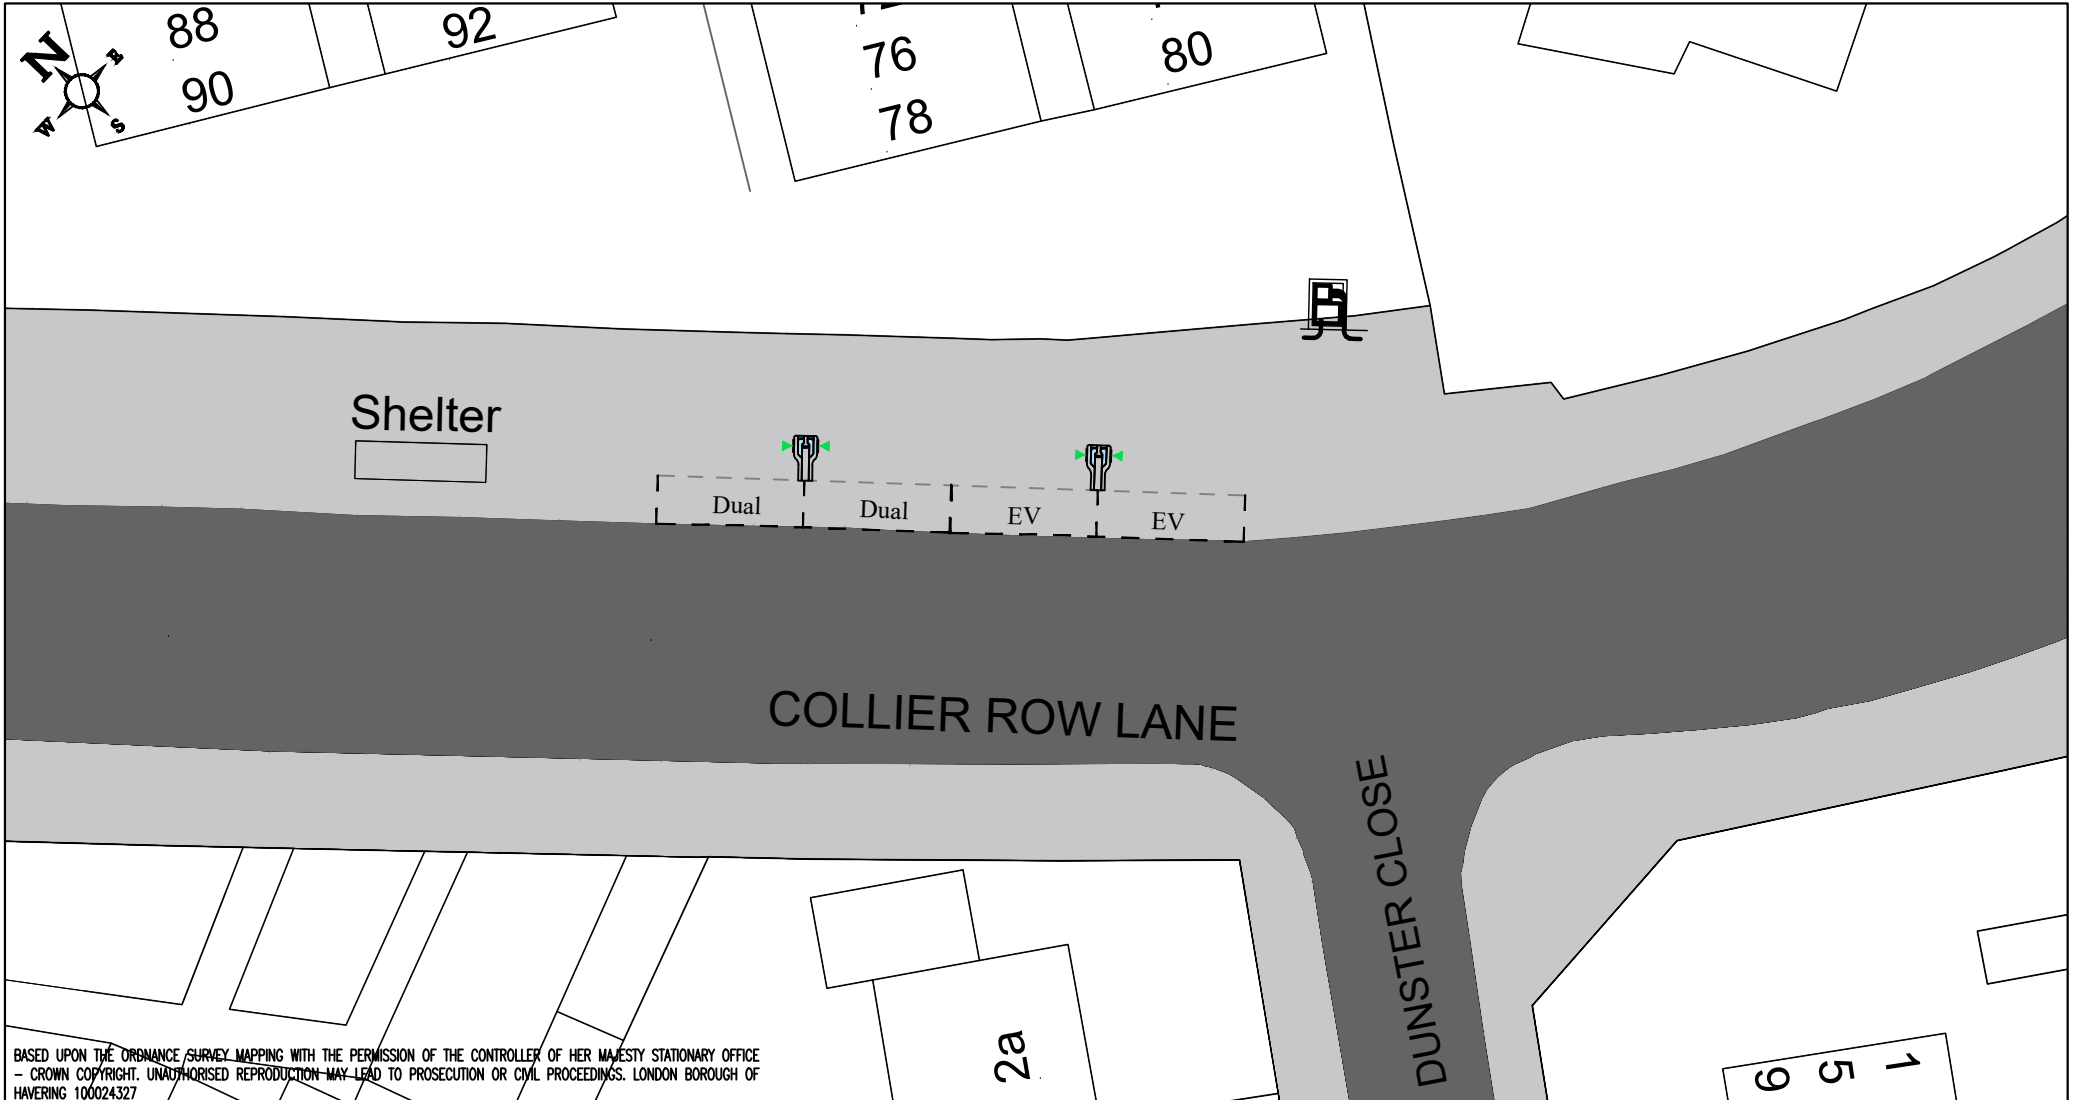 88
90
92
76
78
80
N
E
W
S
Shelter
Dual
Dual
EV
EV
COLLIER ROW LANE
DUNSTER CLOSE
2a
1
5
9
BASED UPON THE ORDNANCE SURVEY MAPPING WITH THE PERMISSION OF THE CONTROLLER OF HER MAJESTY STATIONARY OFFICE
– CROWN COPYRIGHT. UNAUTHORISED REPRODUCTION MAY LEAD TO PROSECUTION OR CIVIL PROCEEDINGS. LONDON BOROUGH OF
HAVERING 100024327